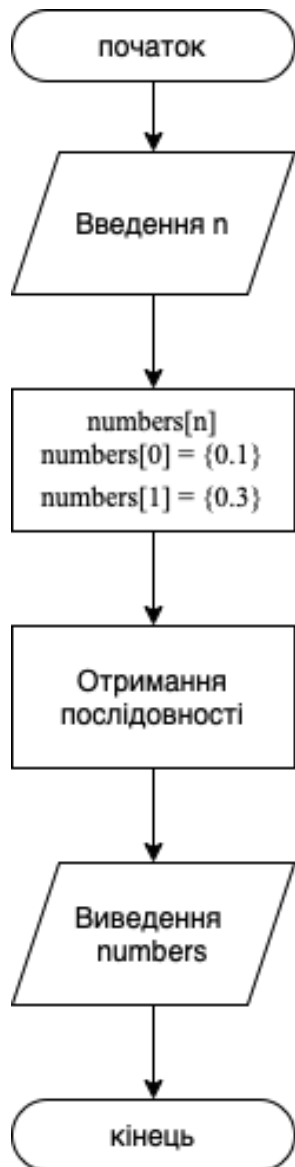 початок
Введення n
numbers[n]
numbers[0] = {0.1}
numbers[1] = {0.3}
Отримання
послідовності
Виведення
numbers
кінець